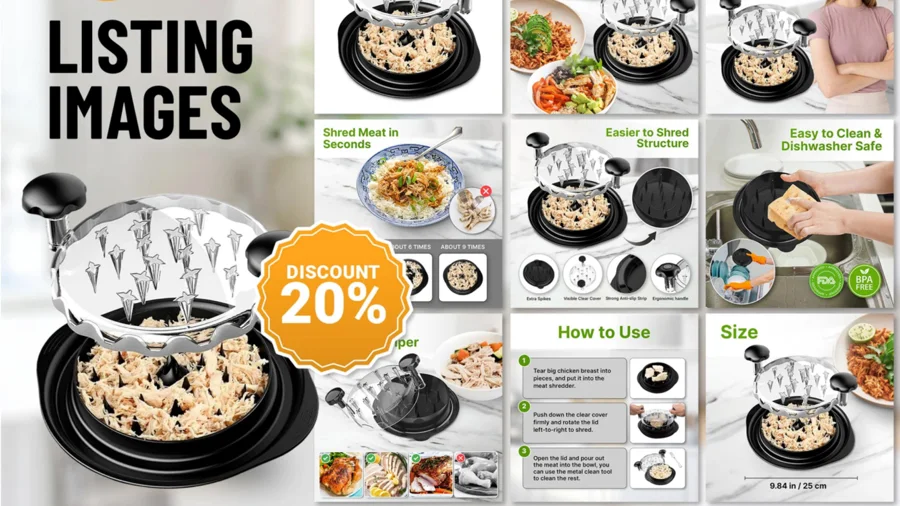 LISTING
IMAGES
DISCOUNT
20%
Shred Meat in
Seconds
ABOUT 9 TIMES
Easier to Shred
Structure
Extra Spikes
Visible Clear Cover
Strong Anti-slip Strip
Ergonomic handle
Easy to Clean &
Dishwasher Safe
FDA
BPA
FREE
How to Use
1
Tear big chicken breast into
pieces, and put it into the
meat shredder.
2
Push down the clear cover
firmly and rotate the lid
left-to-right to shred.
3
Open the lid and pour out
the meat into the bowl, you
can use the metal clean tool
to clean the rest.
Size
9.84 in / 25 cm